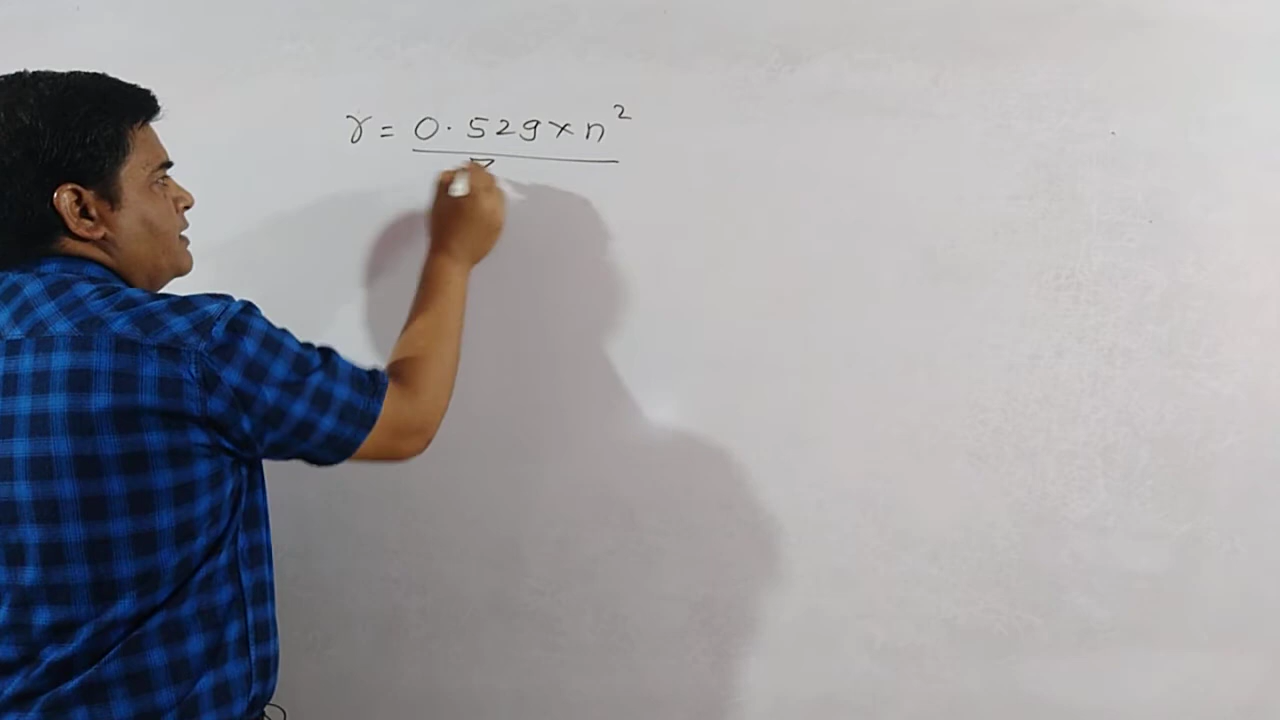 r = 0.529 x n²